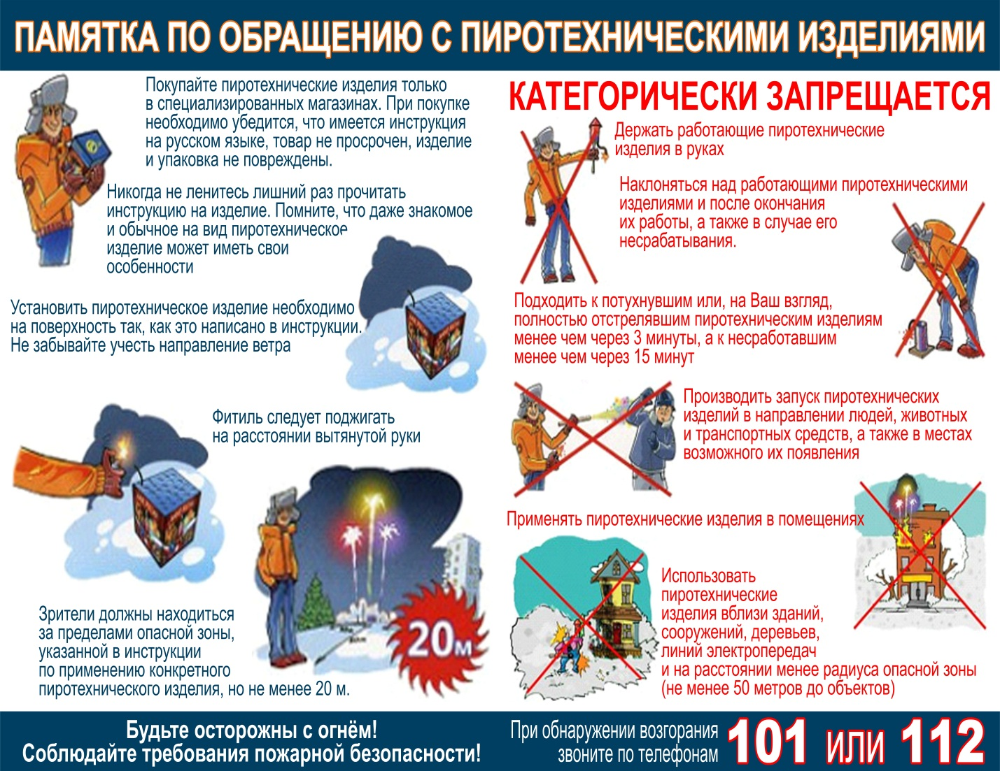 ПАМЯТКА ПО ОБРАЩЕНИЮ С ПИРОТЕХНИЧЕСКИМИ ИЗДЕЛИЯМИ
Покупайте пиротехнические изделия только
в специализированных магазинах. При покупке
необходимо убедится, что имеется инструкция
на русском языке, товар не просрочен, изделие
и упаковка не повреждены.
Никогда не ленитесь лишний раз прочитать
инструкцию на изделие. Помните, что даже знакомое
и обычное на вид пиротехническое
изделие может иметь свои
особенности
Установить пиротехническое изделие необходимо
на поверхность так, как это написано в инструкции.
Не забывайте учесть направление ветра
Фитиль следует поджигать
на расстоянии вытянутой руки
20м
Зрители должны находиться
за пределами опасной зоны,
указанной в инструкции
по применению конкретного
пиротехнического изделия, но не менее 20 м.
КАТЕГОРИЧЕСКИ ЗАПРЕЩАЕТСЯ
Держать работающие пиротехнические
изделия в руках
Наклоняться над работающими пиротехническими
изделиями и после окончания
их работы, а также в случае его
несрабатывания.
Подходить к потухнувшим или, на Ваш взгляд,
полностью отстрелявшим пиротехническим изделиям
менее чем через 3 минуты, а к несработавшим
менее чем через 15 минут
Производить запуск пиротехнических
изделий в направлении людей, животных
и транспортных средств, а также в местах
возможного их появления
Применять пиротехнические изделия в помещениях
Использовать
пиротехнические
изделия вблизи зданий,
сооружений, деревьев,
линий электропередач
и на расстоянии менее радиуса опасной зоны
(не менее 50 метров до объектов)
Будьте осторожны с огнём!
Соблюдайте требования пожарной безопасности!
При обнаружении возгорания
звоните по телефонам
101 ИЛИ 112